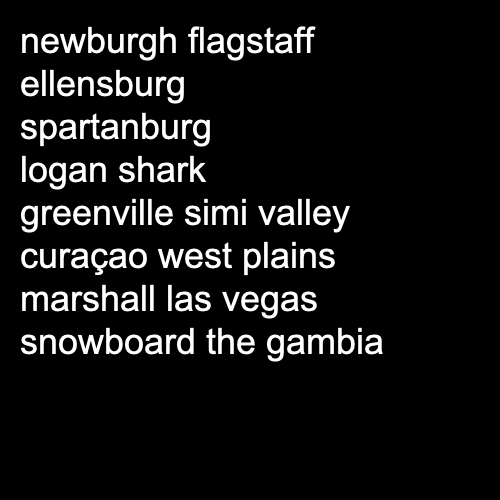 newburgh flagstaff
ellensburg
spartanburg
logan shark
greenville simi valley
curaçao west plains
marshall las vegas
snowboard the gambia